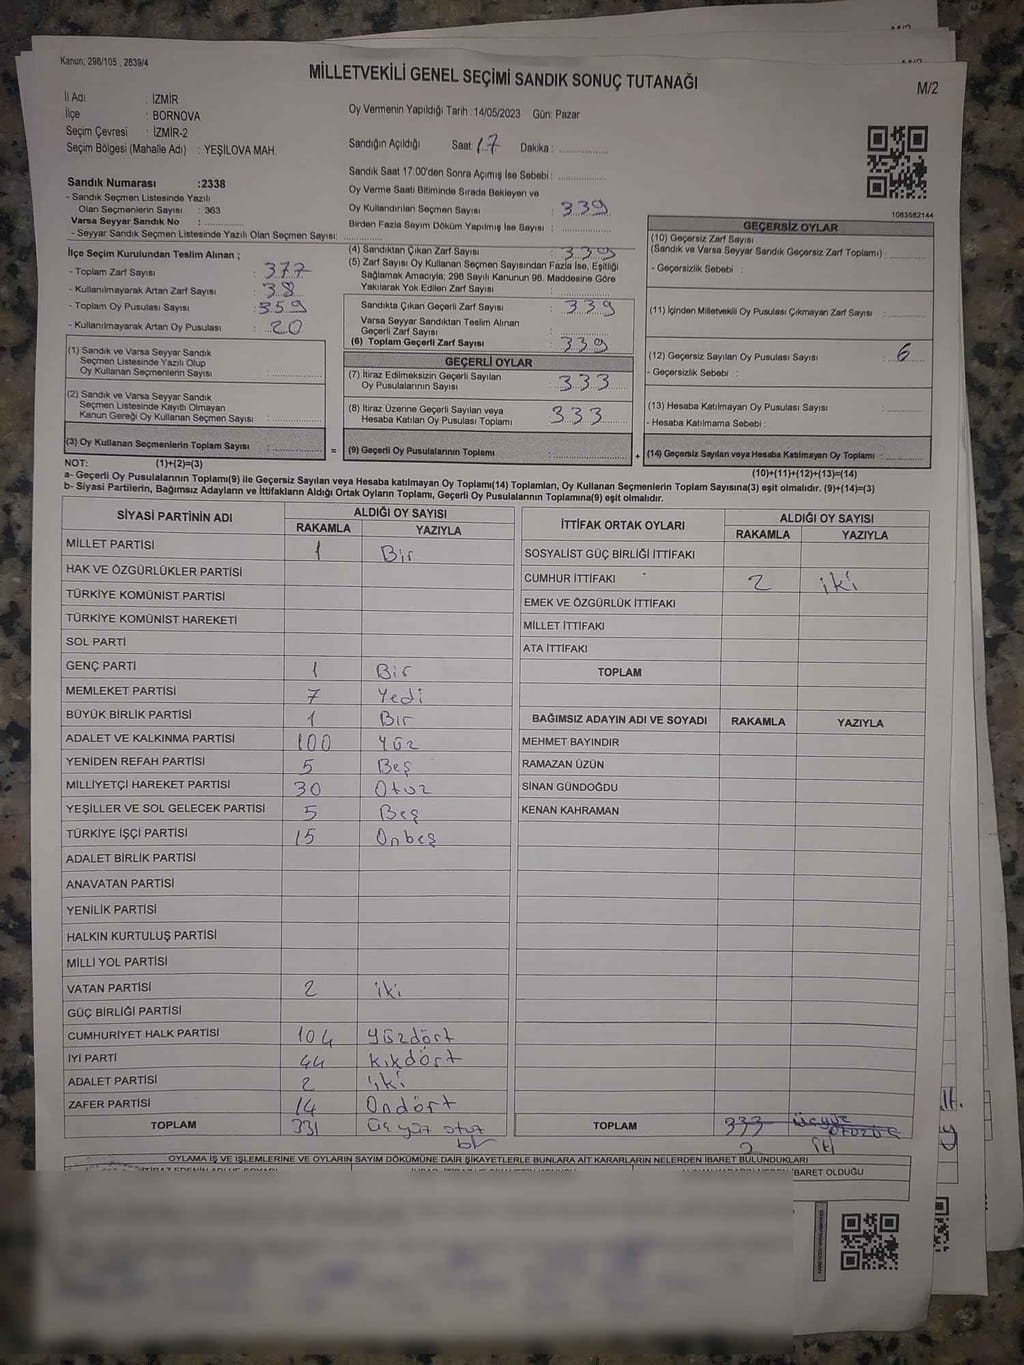 Kanun, 298/105 , 2839/4
MİLLETVEKİLİ GENEL SEÇİMİ SANDIK SONUÇ TUTANAĞI
M/2
İl Adı : İZMİR
İlçe : BORNOVA
Seçim Çevresi : İZMİR-2
Seçim Bölgesi (Mahalle Adı) : YEŞİLOVA MAH.
Oy Vermenin Yapıldığı Tarih : 14/05/2023 Gün: Pazar
Sandığın Açıldığı Saat: 17 Dakika :
Sandık Saat 17:00'den Sonra Açımış İse Sebebi :
Oy Verme Saati Bitiminde Sırada Bekleyen ve
Oy Kullandırılan Seçmen Sayısı : 339
Birden Fazla Sayım Döküm Yapılmış İse Sayısı :
1083582144
Sandık Numarası :2338
- Sandık Seçmen Listesinde Yazılı
Olan Seçmenlerin Sayısı : 363
Varsa Seyyar Sandık No :
- Seyyar Sandık Seçmen Listesinde Yazılı Olan Seçmen Sayısı:
İlçe Seçim Kurulundan Teslim Alınan ;
- Toplam Zarf Sayısı : 377
- Kullanılmayarak Artan Zarf Sayısı : 38
- Toplam Oy Pusulası Sayısı : 359
- Kullanılmayarak Artan Oy Pusulası : 20
(1) Sandık ve Varsa Seyyar Sandık
Seçmen Listesinde Yazılı Olup
Oy Kullanan Seçmenlerin Sayısı :
(2) Sandık ve Varsa Seyyar Sandık
Seçmen Listesinde Kayıtlı Olmayan
Kanun Gereği Oy Kullanan Seçmen Sayısı :
(3) Oy Kullanan Seçmenlerin Toplam Sayısı :
(4) Sandıktan Çıkan Zarf Sayısı : 339
(5) Zarf Sayısı Oy Kullanan Seçmen Sayısından Fazla İse, Eşitliği
Sağlamak Amacıyla; 298 Sayılı Kanunun 98. Maddesine Göre
Yakılarak Yok Edilen Zarf Sayısı :
Sandıkta Çıkan Geçerli Zarf Sayısı : 339
Varsa Seyyar Sandıktan Teslim Alınan
Geçerli Zarf Sayısı :
(6) Toplam Geçerli Zarf Sayısı : 339
GEÇERLİ OYLAR
(7) İtiraz Edilmeksizin Geçerli Sayılan
Oy Pusulalarının Sayısı : 333
(8) İtiraz Üzerine Geçerli Sayılan veya
Hesaba Katılan Oy Pusulası Toplamı : 333
= (9) Geçerli Oy Pusulalarının Toplamı :
GEÇERSİZ OYLAR
(10) Geçersiz Zarf Sayısı
(Sandık ve Varsa Seyyar Sandık Geçersiz Zarf Toplamı) :
- Geçersizlik Sebebi :
(11) İçinden Milletvekili Oy Pusulası Çıkmayan Zarf Sayısı :
(12) Geçersiz Sayılan Oy Pusulası Sayısı : 6
- Geçersizlik Sebebi :
(13) Hesaba Katılmayan Oy Pusulası Sayısı :
- Hesaba Katılmama Sebebi :
+ (14) Geçersiz Sayılan veya Hesaba Katılmayan Oy Toplamı :
NOT: (1)+(2)=(3) (10)+(11)+(12)+(13)=(14)
a- Geçerli Oy Pusulalarının Toplamı(9) ile Geçersiz Sayılan veya Hesaba katılmayan Oy Toplamı(14) Toplamları, Oy Kullanan Seçmenlerin Toplam Sayısına(3) eşit olmalıdır. (9)+(14)=(3)
b- Siyasi Partilerin, Bağımsız Adayların ve İttifakların Aldığı Ortak Oyların Toplamı, Geçerli Oy Pusulalarının Toplamına(9) eşit olmalıdır.
SİYASİ PARTİNİN ADI ALDIĞI OY SAYISI
RAKAMLA YAZIYLA
MİLLET PARTİSİ 1 Bir
HAK VE ÖZGÜRLÜKLER PARTİSİ
TÜRKİYE KOMÜNİST PARTİSİ
TÜRKİYE KOMÜNİST HAREKETİ
SOL PARTİ
GENÇ PARTİ 1 Bir
MEMLEKET PARTİSİ 7 Yedi
BÜYÜK BİRLİK PARTİSİ 1 Bir
ADALET VE KALKINMA PARTİSİ 100 Yüz
YENİDEN REFAH PARTİSİ 5 Beş
MİLLİYETÇİ HAREKET PARTİSİ 30 Otuz
YEŞİLLER VE SOL GELECEK PARTİSİ 5 Beş
TÜRKİYE İŞÇİ PARTİSİ 15 Onbeş
ADALET BİRLİK PARTİSİ
ANAVATAN PARTİSİ
YENİLİK PARTİSİ
HALKIN KURTULUŞ PARTİSİ
MİLLİ YOL PARTİSİ
VATAN PARTİSİ 2 iki
GÜÇ BİRLİĞİ PARTİSİ
CUMHURİYET HALK PARTİSİ 104 Yüzdört
İYİ PARTİ 44 kıkdört
ADALET PARTİSİ 2 iki
ZAFER PARTİSİ 14 Ondört
TOPLAM 331 üç yüz otuz
bir
İTTİFAK ORTAK OYLARI ALDIĞI OY SAYISI
RAKAMLA YAZIYLA
SOSYALİST GÜÇ BİRLİĞİ İTTİFAKI
CUMHUR İTTİFAKI 2 iki
EMEK VE ÖZGÜRLÜK İTTİFAKI
MİLLET İTTİFAKI
ATA İTTİFAKI
TOPLAM
BAĞIMSIZ ADAYIN ADI VE SOYADI RAKAMLA YAZIYLA
MEHMET BAYINDIR
RAMAZAN ÜZÜN
SİNAN GÜNDOĞDU
KENAN KAHRAMAN
TOPLAM 333 üçyüz
otuzüç
2 iki
OYLAMA İŞ VE İŞLEMLERİNE VE OYLARIN SAYIM DÖKÜMÜNE DAİR ŞİKAYETLERLE BUNLARA AİT KARARLARIN NELERDEN İBARET BULUNDUKLARI
İBARET OLDUĞU